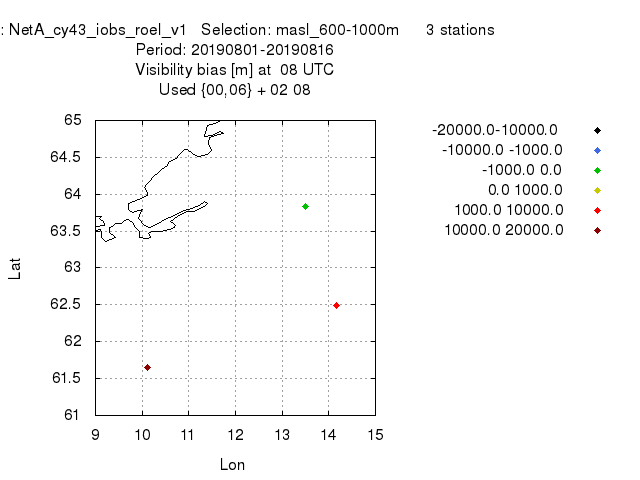 : NetA_cy43_iobs_roel_v1 Selection: masl_600-1000m 3 stations
Period: 20190801-20190816
Visibility bias [m] at 08 UTC
Used {00,06} + 02 08
-20000.0-10000.0
-10000.0 -1000.0
-1000.0 0.0
0.0 1000.0
1000.0 10000.0
10000.0 20000.0
65
64.5
64
63.5
63
62.5
62
61.5
61
Lat
9 10 11 12 13 14 15
Lon